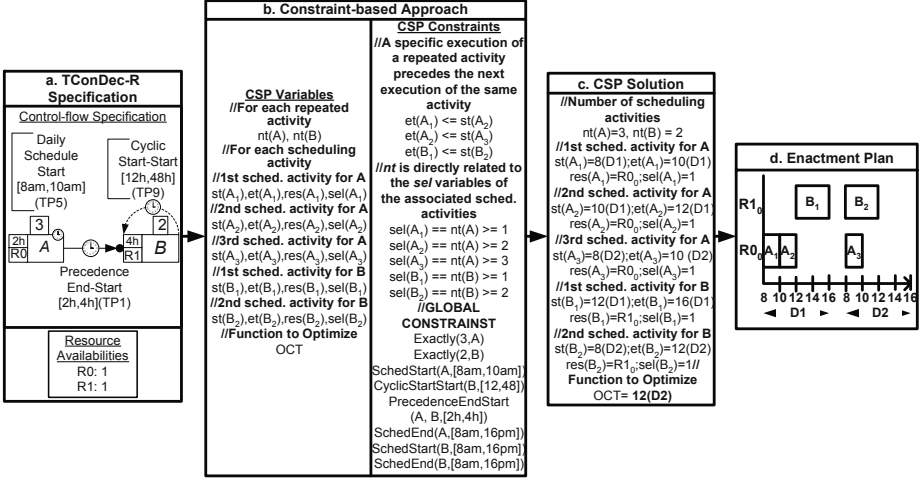 a. TConDec-R
Specification
Control-flow Specification
Daily
Schedule
Start
[8am,10am]
(TP5)
Cyclic
Start-Start
[12h,48h]
(TP9)
3
2h
R0
A
2
4h
R1
B
Precedence
End-Start
[2h,4h](TP1)
Resource
Availabilities
R0: 1
R1: 1
b. Constraint-based Approach
CSP Variables
//For each repeated
activity
nt(A), nt(B)
//For each scheduling
activity
//1st sched. activity for A
st(A1),et(A1),res(A1),sel(A1)
//2nd sched. activity for A
st(A2),et(A2),res(A2),sel(A2)
//3rd sched. activity for A
st(A3),et(A3),res(A3),sel(A3)
//1st sched. activity for B
st(B1),et(B1),res(B1),sel(B1)
//2nd sched. activity for B
st(B2),et(B2),res(B2),sel(B2)
//Function to Optimize
OCT
CSP Constraints
//A specific execution of
a repeated activity
precedes the next
execution of the same
activity
et(A1) <= st(A2)
et(A2) <= st(A3)
et(B1) <= st(B2)
//nt is directly related to
the sel variables of
the associated sched.
activities
sel(A1) == nt(A) >= 1
sel(A2) == nt(A) >= 2
sel(A3) == nt(A) >= 3
sel(B1) == nt(B) >= 1
sel(B2) == nt(B) >= 2
//GLOBAL
CONSTRAINST
Exactly(3,A)
Exactly(2,B)
SchedStart(A,[8am,10am])
CyclicStartStart(B,[12,48])
PrecedenceEndStart
(A, B,[2h,4h])
SchedEnd(A,[8am,16pm])
SchedStart(B,[8am,16pm])
SchedEnd(B,[8am,16pm])
c. CSP Solution
//Number of scheduling
activities
nt(A)=3, nt(B) = 2
//1st sched. activity for A
st(A1)=8(D1);et(A1)=10(D1)
res(A1)=R00;sel(A1)=1
//2nd sched. activity for A
st(A2)=10(D1);et(A2)=12(D1)
res(A2)=R00;sel(A2)=1
//3rd sched. activity for A
st(A3)=8(D2);et(A3)=10 (D2)
res(A3)=R00;sel(A3)=1
//1st sched. activity for B
st(B1)=12(D1);et(B1)=16(D1)
res(B1)=R10;sel(B1)=1
//2nd sched. activity for B
st(B2)=8(D2);et(B2)=12(D2)
res(B2)=R10;sel(B2)=1//
Function to Optimize
OCT= 12(D2)
d. Enactment Plan
R10
B1
B2
R00
A1
A2
A3
8 10 12 14 16 8 10 12 14 16
D1 D2